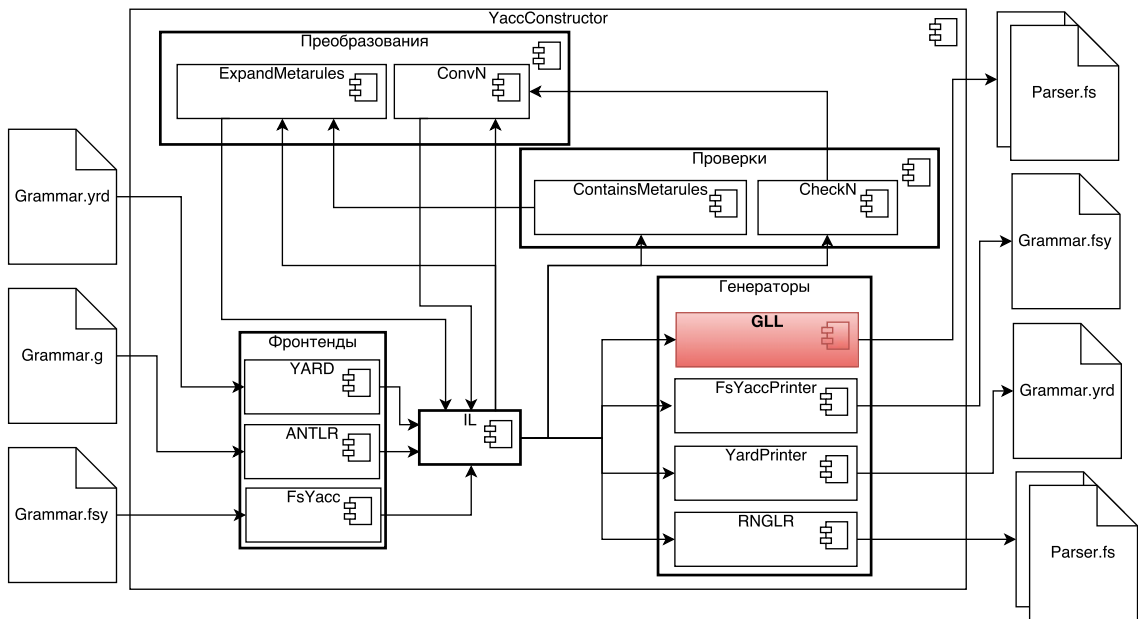 YaccConstructor
Преобразования
ExpandMetarules
ConvN
Parser.fs
Проверки
ContainsMetarules
CheckN
Grammar.yrd
Grammar.fsy
Генераторы
GLL
Фронтенды
Grammar.g
YARD
FsYaccPrinter
Grammar.yrd
IL
ANTLR
YardPrinter
FsYacc
Grammar.fsy
RNGLR
Parser.fs